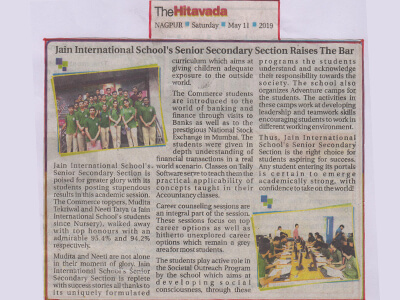 TheHitavada
NAGPUR ■ Saturday ■ May 11 ■ 2019
Jain International School's Senior Secondary Section Raises The Bar
Jain International School's
Senior Secondary Section is
poised for greater glory with its
students posting stupendous
results in this academic session.
The Commerce toppers, Mudita
and Neeti Taiya (a Jain
International School's students
since Nursery), walked away
with top honours with an
admirable 95.4% and 94.2%
respectively.
Mudita and Neeti are not alone
in their moment of glory. Jain
International School's Senior
Secondary Section is replete
with success stories all thanks to
its uniquely formulated
curriculum which aims at
giving children adequate
exposure to the outside
world.
The Commerce students
are introduced to the
world of banking and
finance through visits to
Banks as well as to the
prestigious National Stock
Exchange in Mumbai. The
students were given in
depth understanding of
financial transactions in a real
world scenario. Classes on Tally
Software serve to teach them the
practical applicability of
concepts taught in their
Accountancy classes.
Career counseling sessions are
an integral part of the session.
These sessions focus on top
career options as well as
hitherto unexplored career
options which remain a grey
area for most students.
The students play active role in
the Societal Outreach Program
by the school which aims at
developing social
consciousness, through these
programs the students
understand and acknowledge
their responsibility towards the
society. The school also
organizes Adventure camps for
the students. The activities in
these camps work at developing
leadership and teamwork skills
encouraging students to work in
different working environment.
Thus, Jain International
School's Senior Secondary
Section is the right choice for
students aspiring for success.
Any student entering its portals
is certain to emerge
academically strong, with
confidence to take on the world!